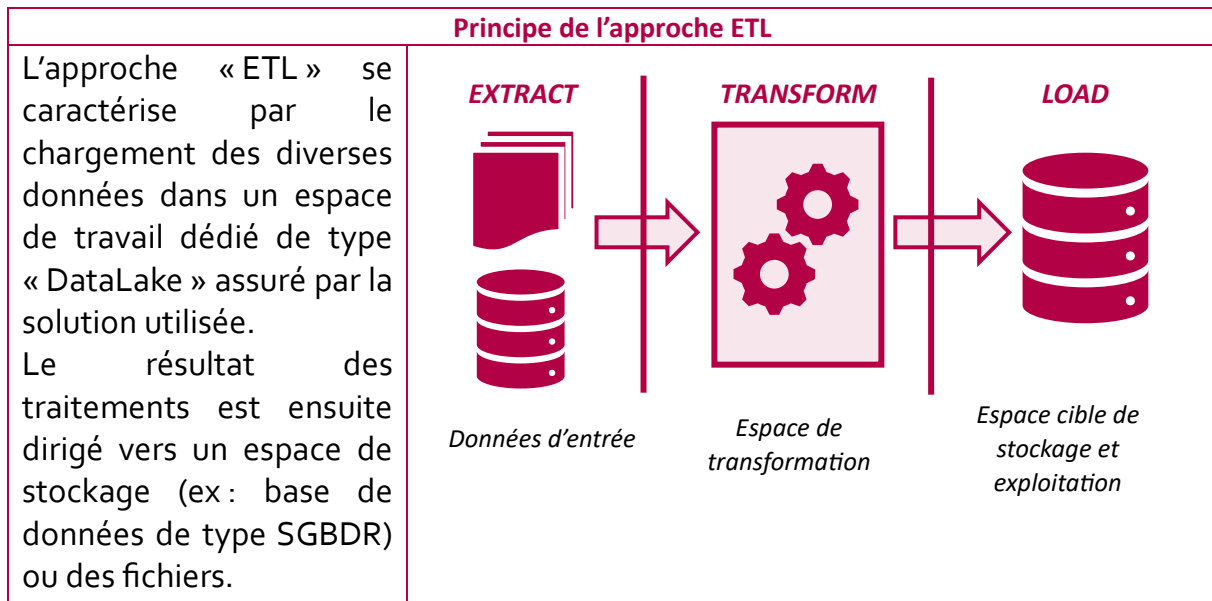 Principe de l’approche ETL
L’approche « ETL » se
caractérise par le
chargement des diverses
données dans un espace
de travail dédié de type
« DataLake » assuré par la
solution utilisée.
Le résultat des
traitements est ensuite
dirigé vers un espace de
stockage (ex : base de
données de type SGBDR)
ou des fichiers.
EXTRACT
TRANSFORM
LOAD
Données d’entrée
Espace de
transformation
Espace cible de
stockage et
exploitation